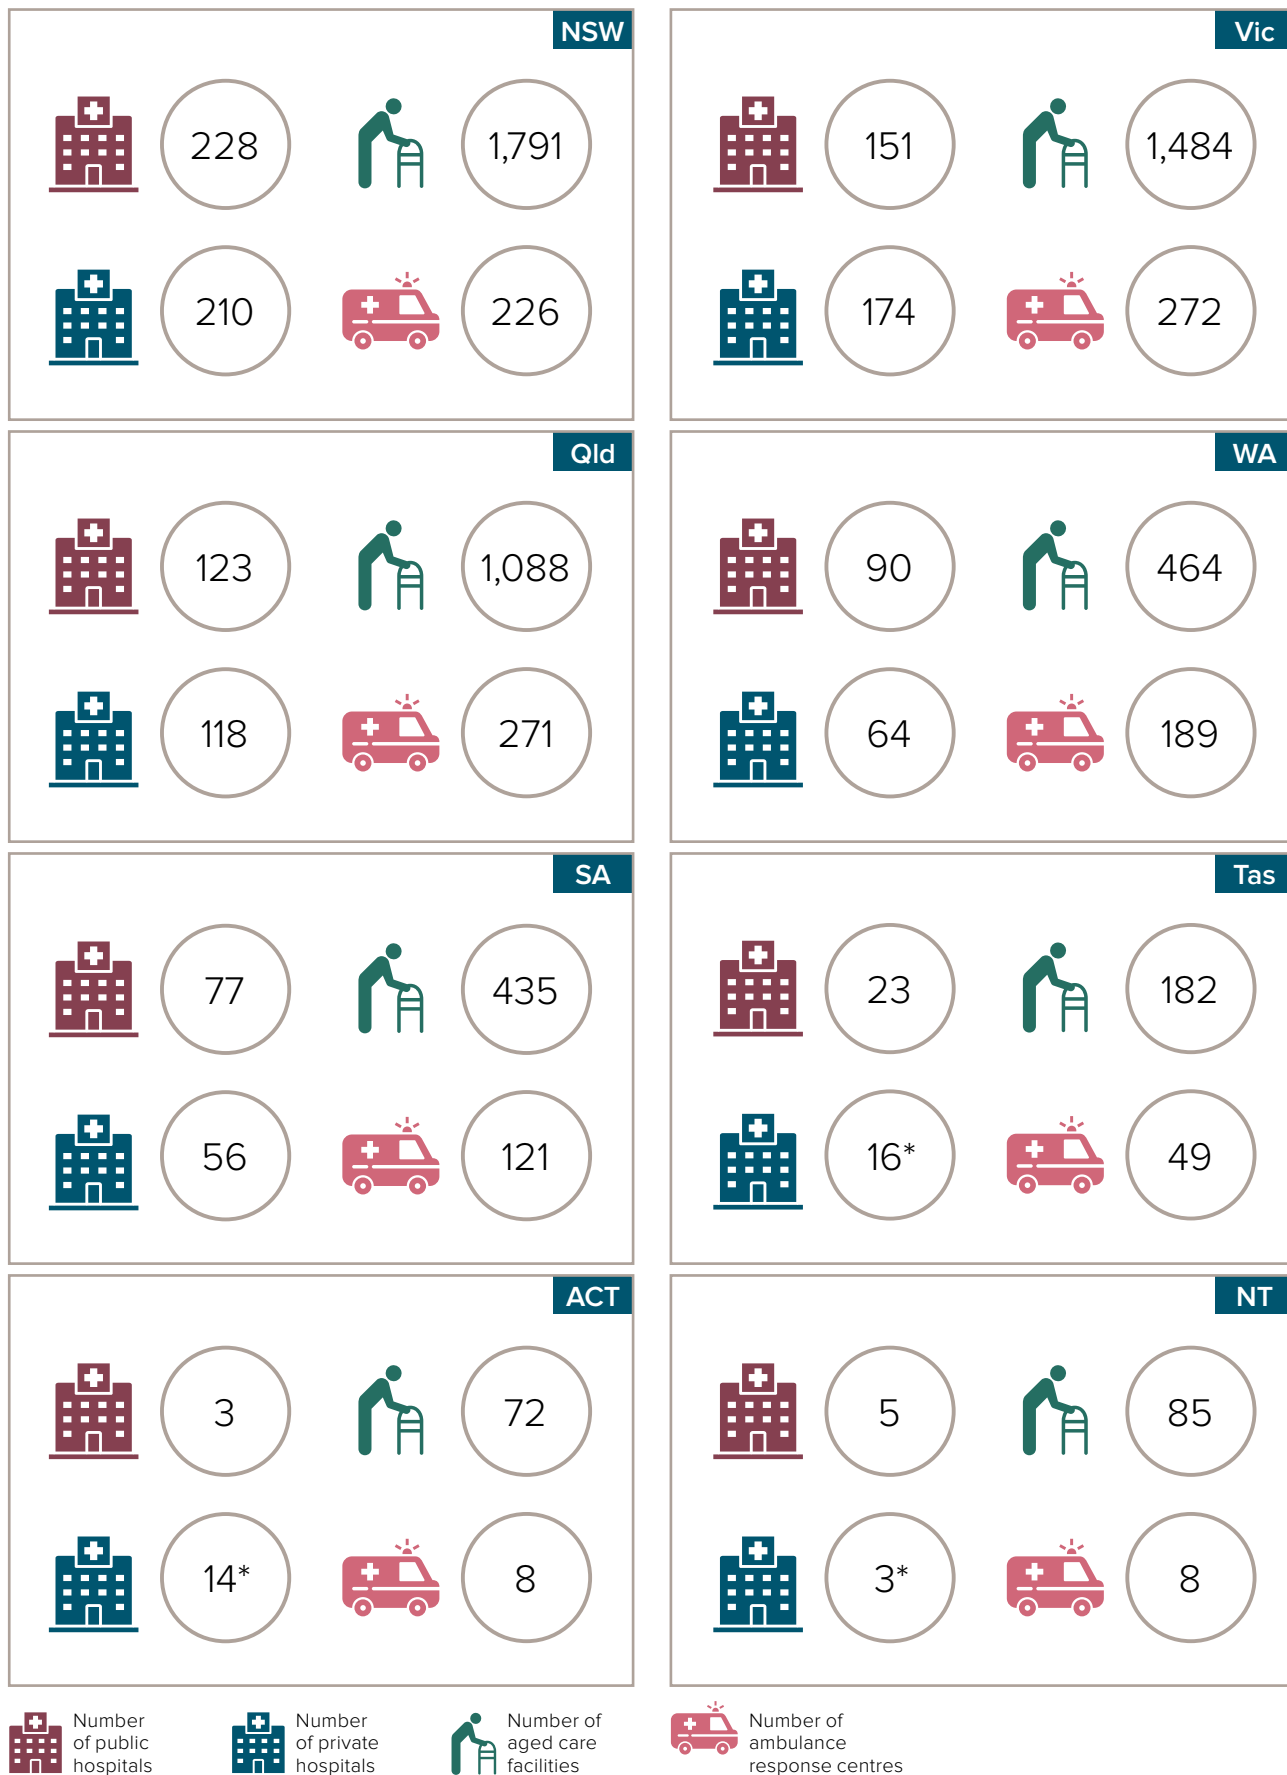 NSW
228
1,791
210
226
Vic
151
1,484
174
272
Qld
123
1,088
118
271
WA
90
464
64
189
SA
77
435
56
121
Tas
23
182
16*
49
ACT
3
72
14*
8
NT
5
85
3*
8
Number
of public
hospitals
Number
of private
hospitals
Number of
aged care
facilities
Number of
ambulance
response centres